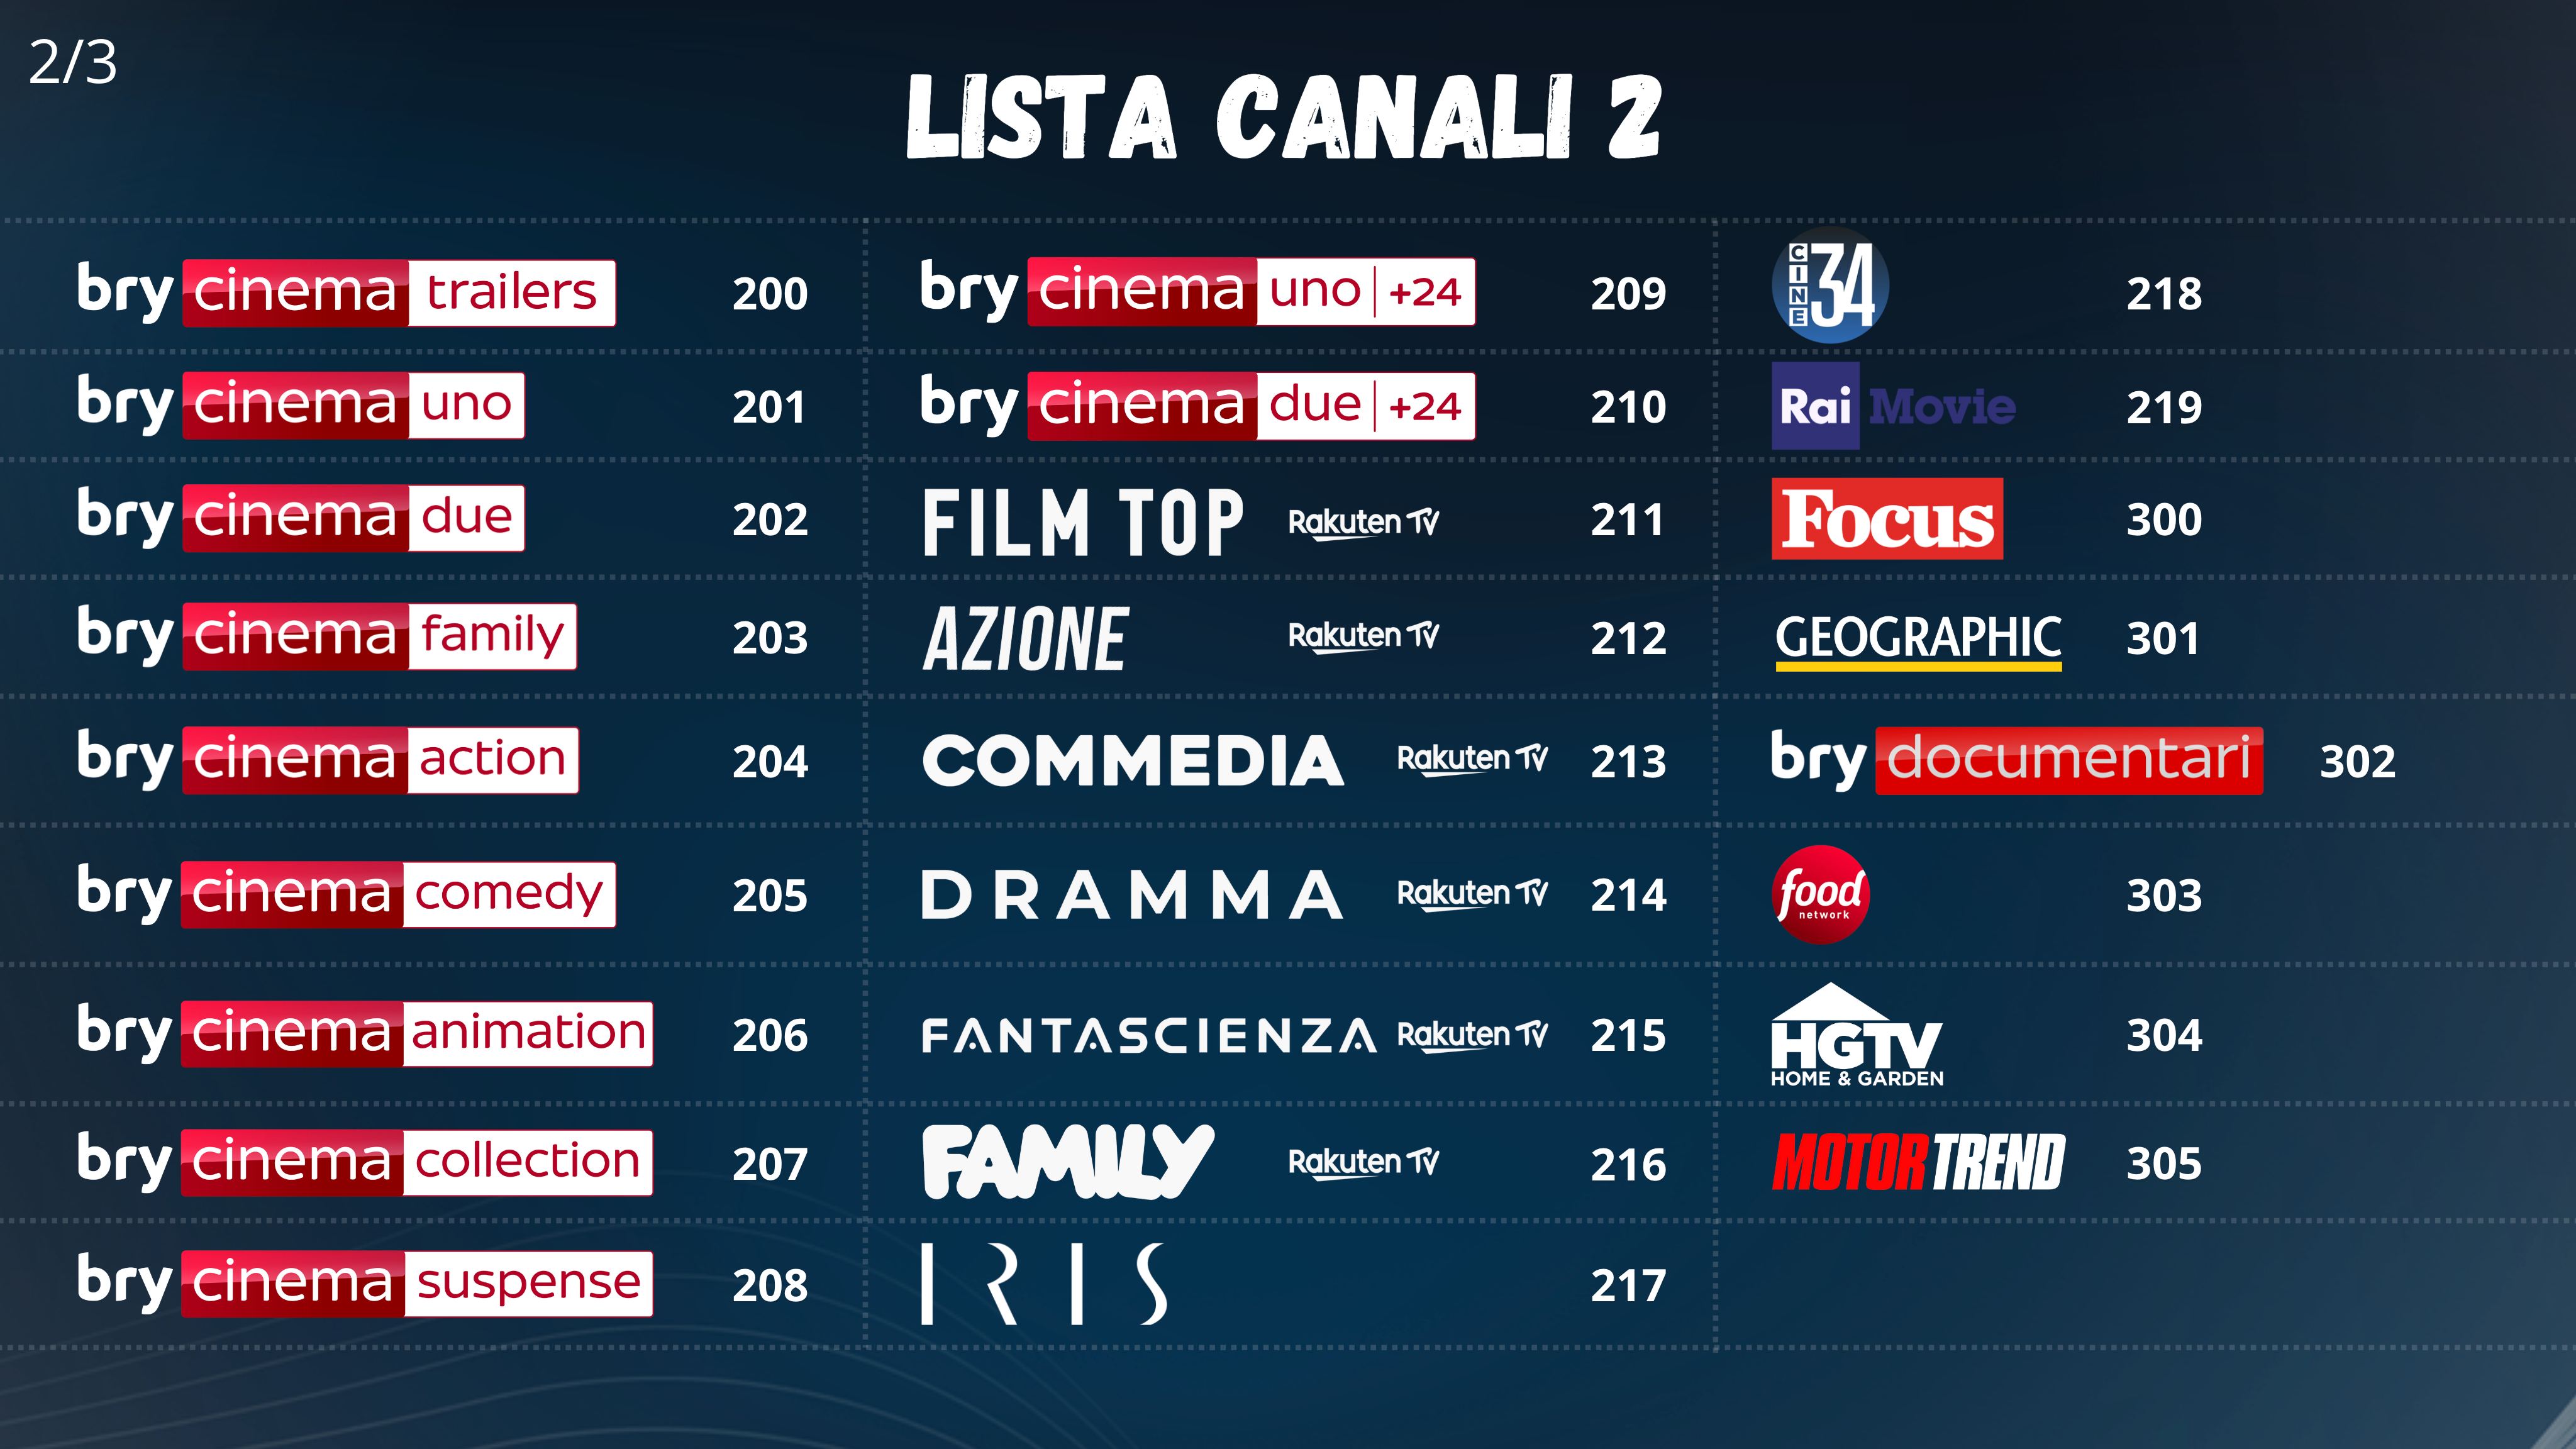 2/3
LISTA CANALI 2
bry cinema trailers 200
bry cinema uno 201
bry cinema due 202
bry cinema family 203
bry cinema action 204
bry cinema comedy 205
bry cinema animation 206
bry cinema collection 207
bry cinema suspense 208
bry cinema uno +24 209
bry cinema due +24 210
FILM TOP Rakuten TV 211
AZIONE Rakuten TV 212
COMMEDIA Rakuten TV 213
DRAMMA Rakuten TV 214
FANTASCIENZA Rakuten TV 215
FAMILY Rakuten TV 216
IRIS 217
CINE 34 218
Rai Movie 219
Focus 300
GEOGRAPHIC 301
bry documentari 302
food
network
303
HGTV
HOME & GARDEN
304
MOTORTREND 305